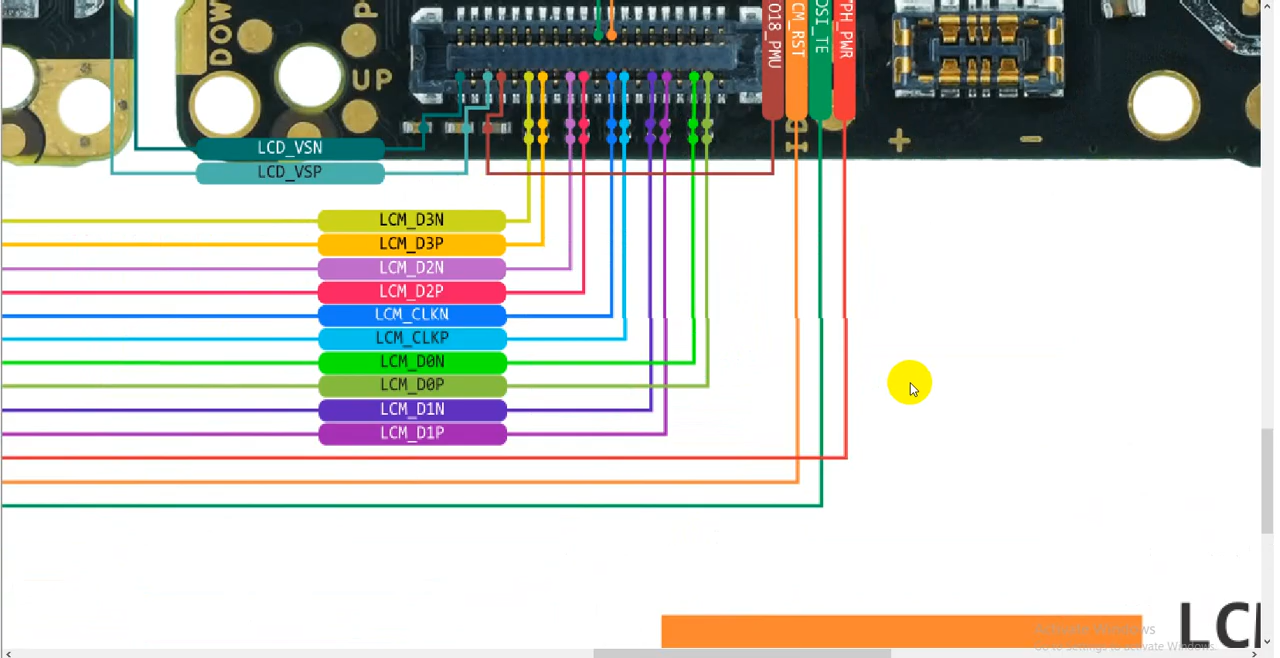 DOW
P
UP
018_PMU
CM_RST
DSI_TE
PH_PWR
+
-
LCD_VSN
LCD_VSP
LCM_D3N
LCM_D3P
LCM_D2N
LCM_D2P
LCM_CLKN
LCM_CLKP
LCM_D0N
LCM_D0P
LCM_D1N
LCM_D1P
LC
Activate Windows
Go to Settings to activate Windows.